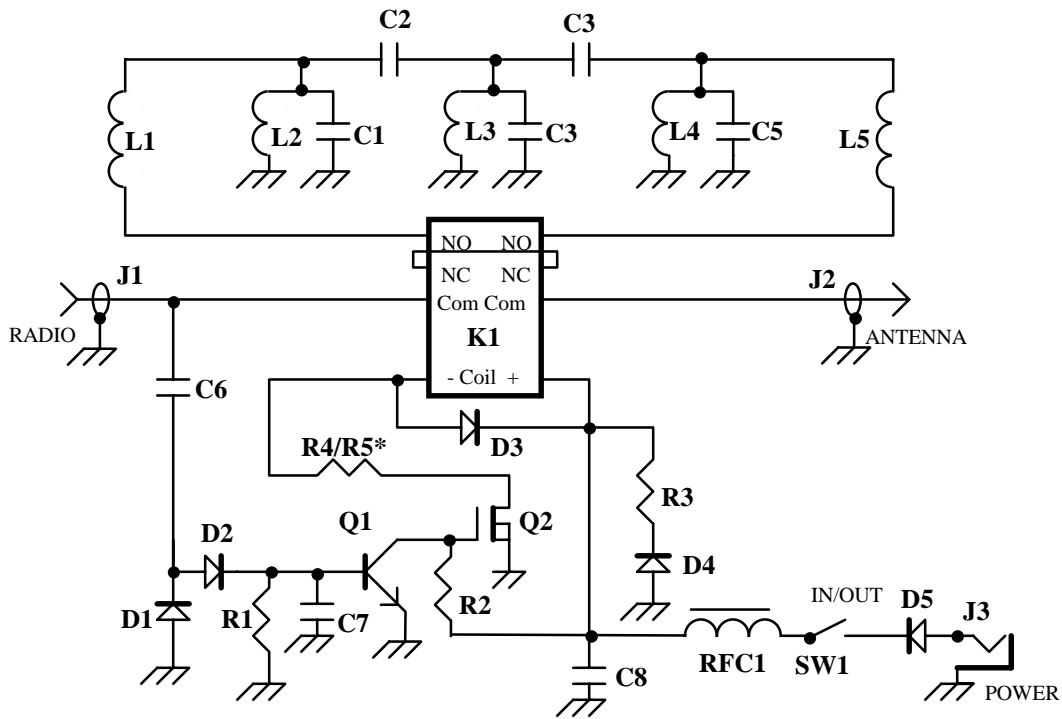 C2
C3
L1
L2
C1
L3
C3
L4
C5
L5
NO NO
NC NC
J1
Com Com
J2
RADIO
K1
ANTENNA
C6
- Coil +
D3
R4/R5*
R3
Q1
Q2
D2
D4
D1
R1
C7
R2
IN/OUT
D5
J3
RFC1
SW1
C8
POWER